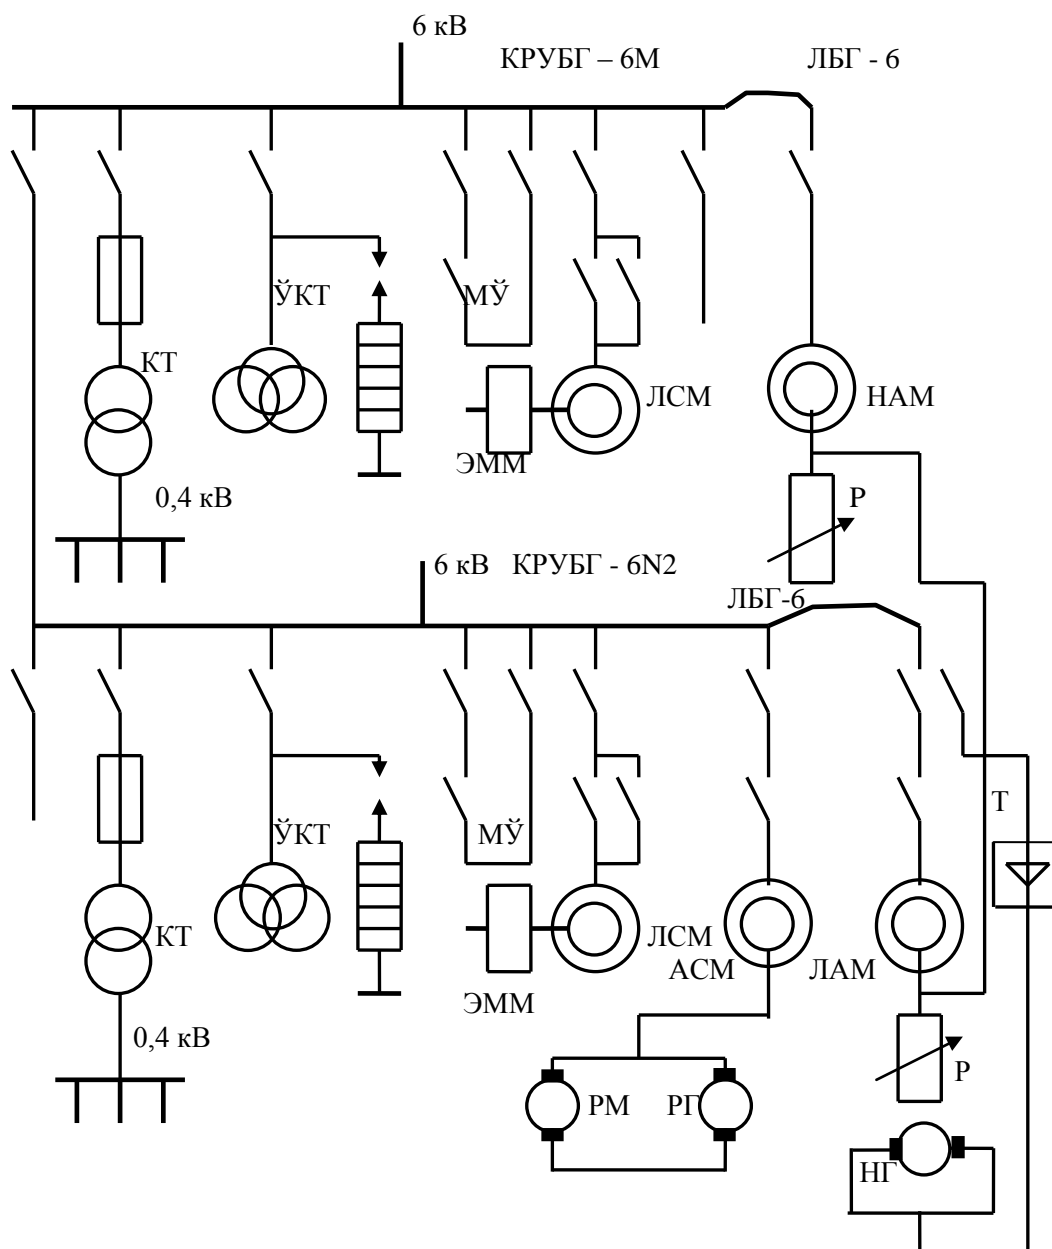 6 кВ
КРУБГ – 6М
ЛБГ - 6
ЎКТ
МЎ
КТ
ЛСМ
НАМ
ЭММ
0,4 кВ
Р
6 кВ
КРУБГ - 6N2
ЛБГ-6
Т
ЎКТ
МЎ
КТ
ЛСМ
АСМ
ЛАМ
ЭММ
0,4 кВ
Р
РМ
РГ
НГ